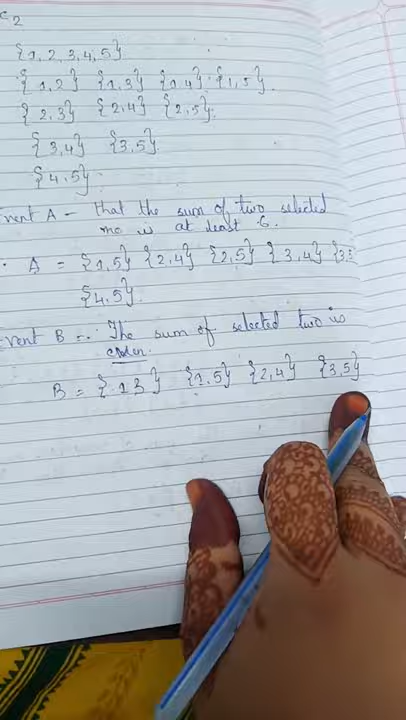 c2
{1,2,3,4,5}
{1,2} {1,3} {1,4} {1,5}
{2,3} {2,4} {2,5}
{3,4} {3,5}
{4,5}
vent A - that the sum of two selected
no is at least 6.
A = {1,5} {2,4} {2,5} {3,4} {3,5
{4,5}
vent B - The sum of selected two is
B = { 13 } {1,5} {2,4} {3,5}